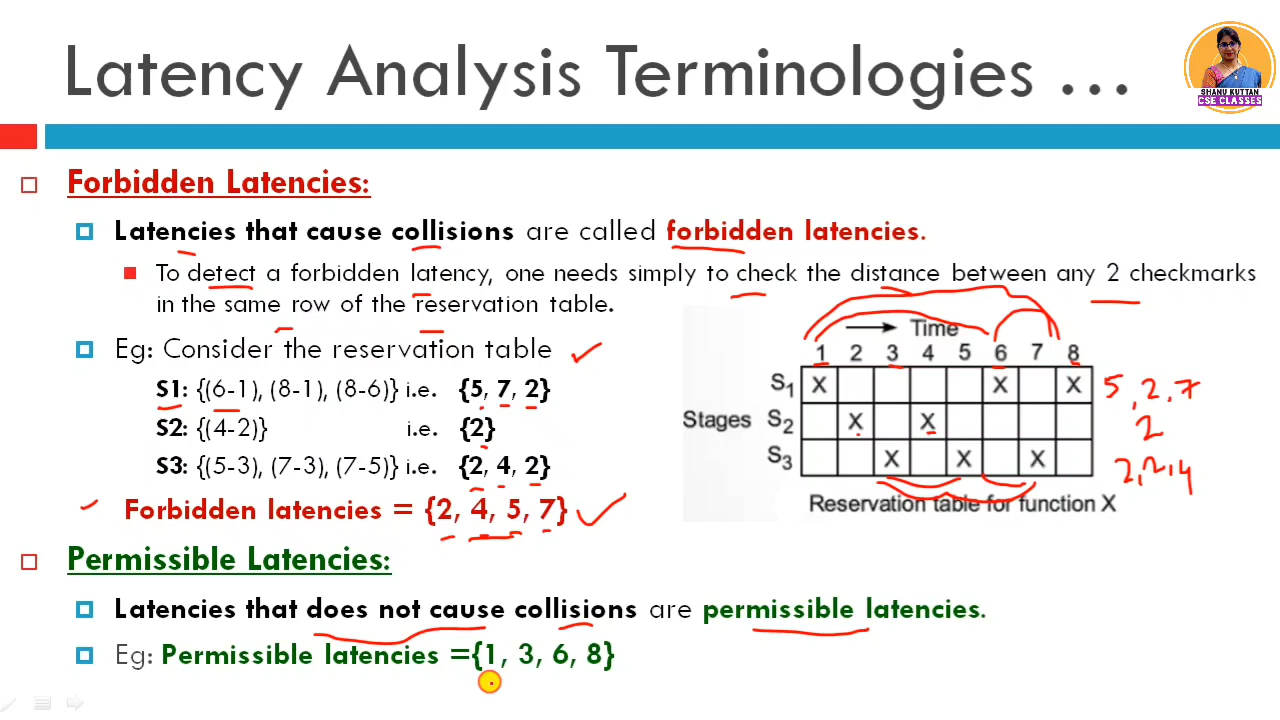 Latency Analysis Terminologies ...
SHANU KUTTAN
CSE CLASSES
Forbidden Latencies:
Latencies that cause collisions are called forbidden latencies.
To detect a forbidden latency, one needs simply to check the distance between any 2 checkmarks
in the same row of the reservation table.
Eg: Consider the reservation table
S1: {(6-1), (8-1), (8-6)} i.e. {5, 7, 2}
S2: {(4-2)} i.e. {2}
S3: {(5-3), (7-3), (7-5)} i.e. {2, 4, 2}
Forbidden latencies = {2, 4, 5, 7}
Time
1 2 3 4 5 6 7 8
S1 X X X 5, 2, 7
Stages S2 X X 2
S3 X X X 2, 2, 4
Reservation table for function X
Permissible Latencies:
Latencies that does not cause collisions are permissible latencies.
Eg: Permissible latencies ={1, 3, 6, 8}